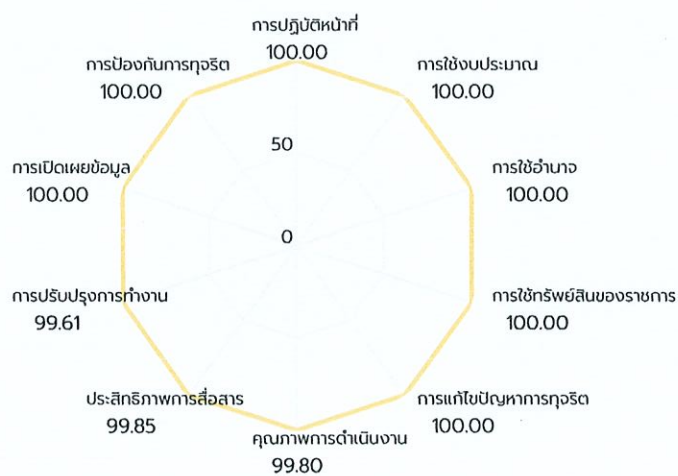 การปฏิบัติหน้าที่
100.00
การป้องกันการทุจริต
100.00
การใช้งบประมาณ
100.00
50
การเปิดเผยข้อมูล
100.00
การใช้อำนาจ
100.00
0
การปรับปรุงการทำงาน
99.61
การใช้ทรัพย์สินของราชการ
100.00
ประสิทธิภาพการสื่อสาร
99.85
การแก้ไขปัญหาการทุจริต
100.00
คุณภาพการดำเนินงาน
99.80